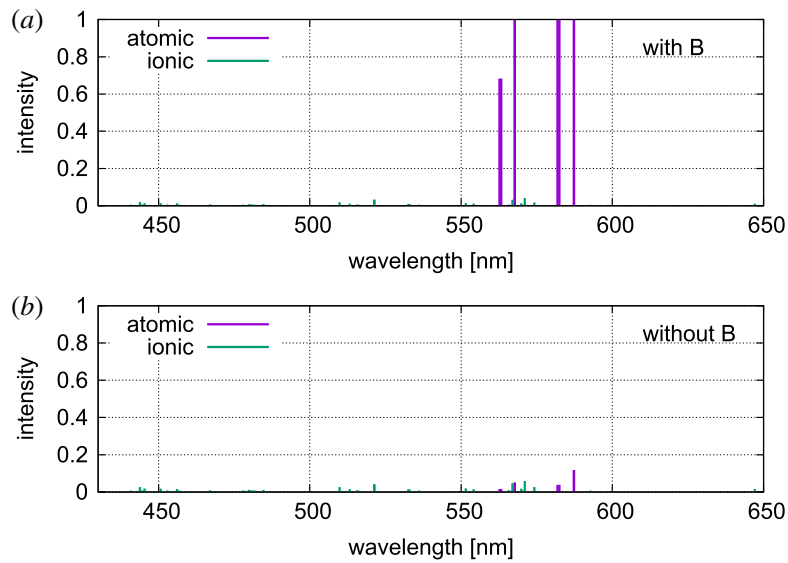 (a)
1
0.8
0.6
0.4
0.2
0
intensity
atomic
ionic
with B
450 500 550 600 650
wavelength [nm]
(b)
1
0.8
0.6
0.4
0.2
0
intensity
atomic
ionic
without B
450 500 550 600 650
wavelength [nm]